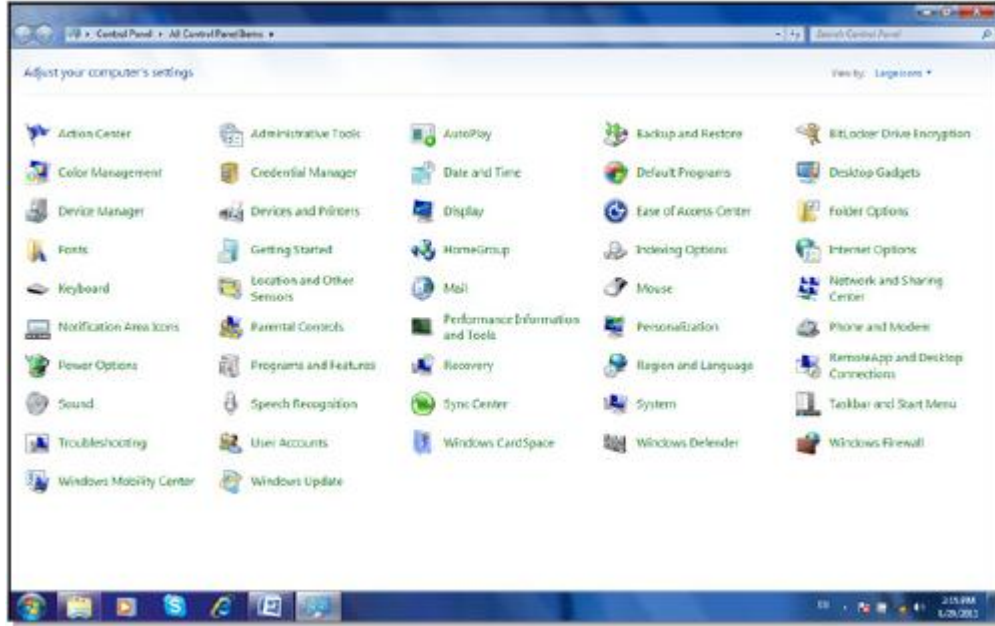 Control Panel ▸ All Control Panel Items ▸
Search Control Panel
Adjust your computer's settings
View by: Large icons
Action Center
Administrative Tools
AutoPlay
Backup and Restore
BitLocker Drive Encryption
Color Management
Credential Manager
Date and Time
Default Programs
Desktop Gadgets
Device Manager
Devices and Printers
Display
Ease of Access Center
Folder Options
Fonts
Getting Started
HomeGroup
Indexing Options
Internet Options
Keyboard
Location and Other
Sensors
Mail
Mouse
Network and Sharing
Center
Notification Area Icons
Parental Controls
Performance Information
and Tools
Personalization
Phone and Modem
Power Options
Programs and Features
Recovery
Region and Language
RemoteApp and Desktop
Connections
Sound
Speech Recognition
Sync Center
System
Taskbar and Start Menu
Troubleshooting
User Accounts
Windows CardSpace
Windows Defender
Windows Firewall
Windows Mobility Center
Windows Update